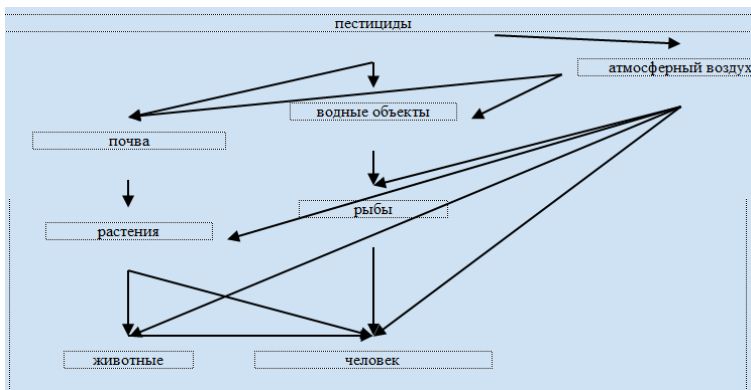 пестициды
атмосферный воздух
водные объекты
почва
рыбы
растения
животные
человек